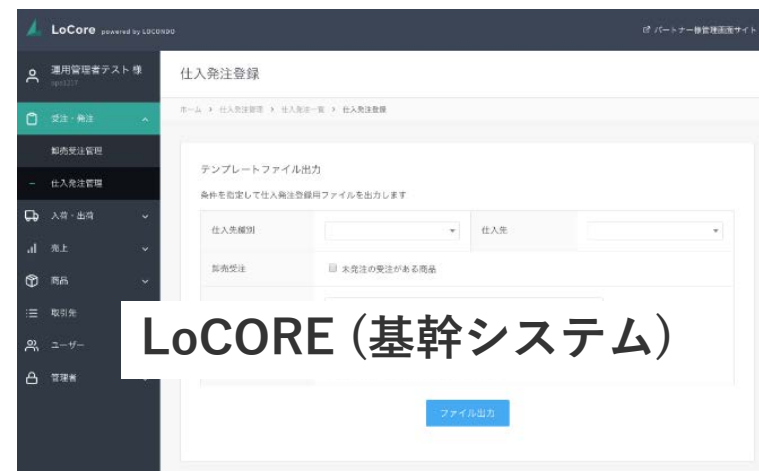 LoCore powered by LOCONDO
パートナー様管理画面サイト
運用管理者テスト 様
仕入発注登録
ホーム > 仕入発注管理 > 仕入発注一覧 > 仕入発注登録
受注・発注
卸売受注管理
仕入発注管理
入荷・出荷
売上
商品
取引先
ユーザー
管理者
テンプレートファイル出力
条件を指定して仕入発注登録用ファイルを出力します
仕入先種別
仕入先
卸売受注
未発注の受注がある商品
LoCORE (基幹システム)
ファイル出力